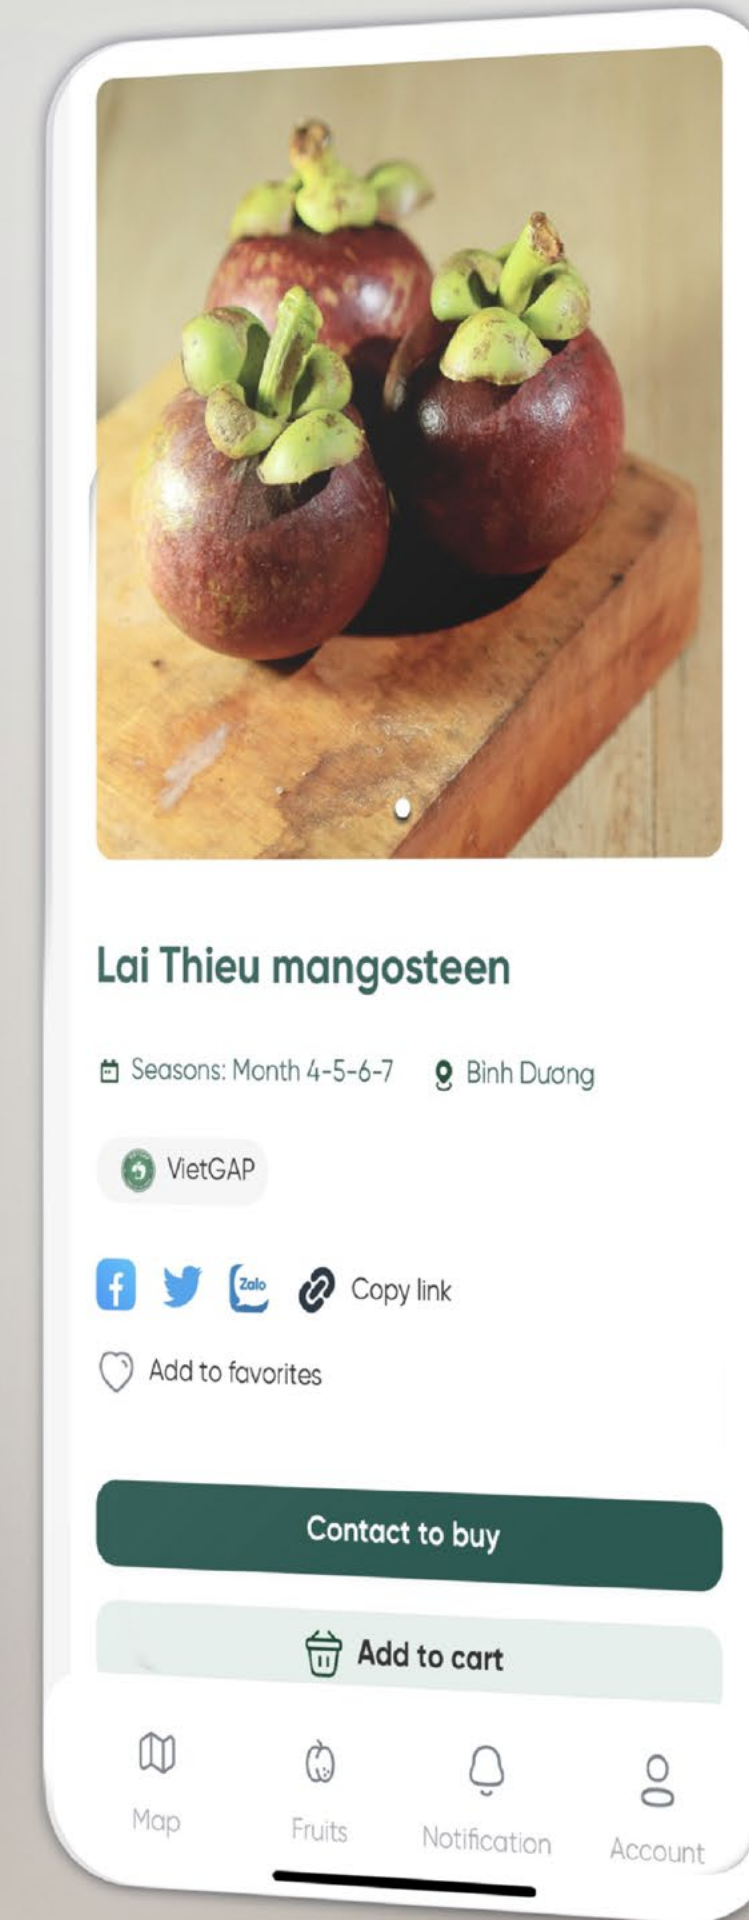 Lai Thieu mangosteen
Seasons: Month 4-5-6-7 Bình Dương
VietGAP
Zalo Copy link
Add to favorites
Contact to buy
Add to cart
Map Fruits Notification Account